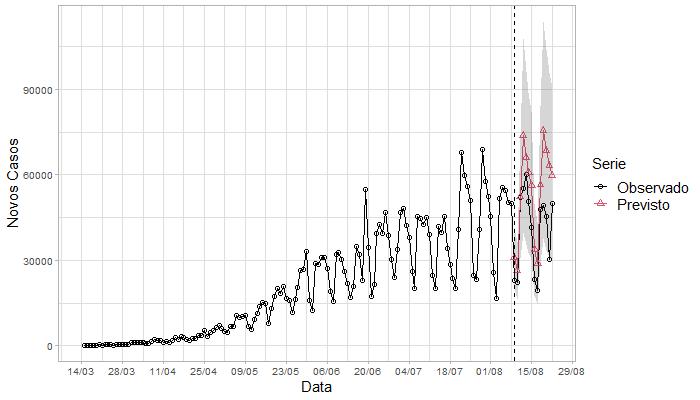 Novos Casos
90000
60000
30000
0
14/03 28/03 11/04 25/04 09/05 23/05 06/06 20/06 04/07 18/07 01/08 15/08 29/08
Data
Serie
Observado
Previsto